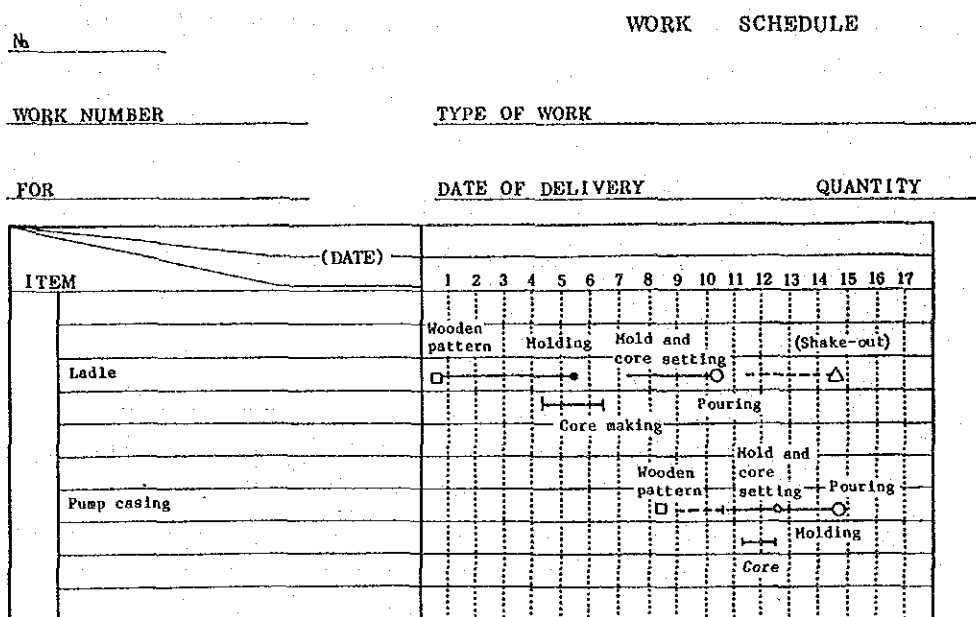 WORK SCHEDULE
No
WORK NUMBER
TYPE OF WORK
FOR
DATE OF DELIVERY
QUANTITY
(DATE)
ITEM
1 2 3 4 5 6 7 8 9 10 11 12 13 14 15 16 17
Wooden
pattern
Molding
Mold and
core setting
(Shake-out)
Ladle
Pouring
Core making
Wooden
pattern
Mold and
core
setting
Pouring
Pump casing
Molding
Core